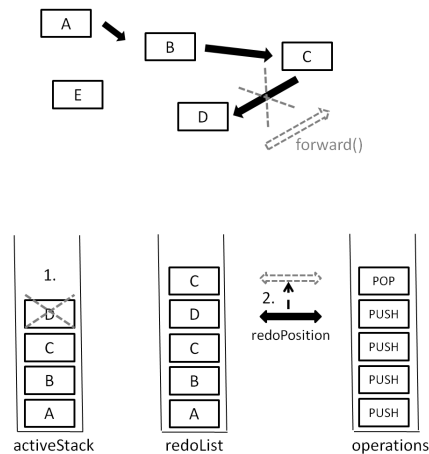 A
B
C
E
D
forward()
1.
D
C
B
A
activeStack
C
D
C
B
A
redoList
2.
redoPosition
POP
PUSH
PUSH
PUSH
PUSH
operations